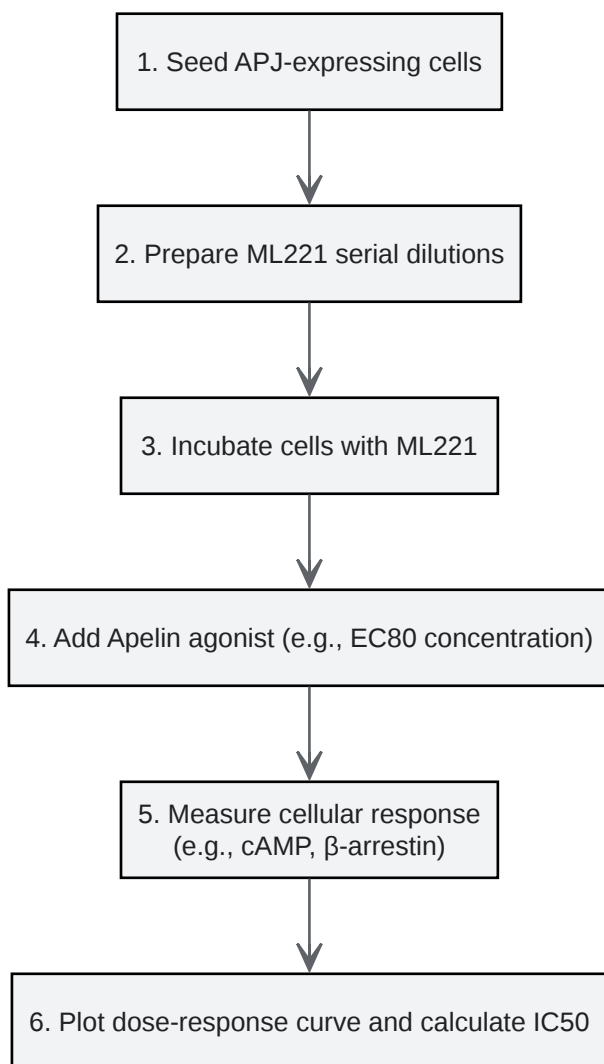 1. Seed APJ-expressing cells
2. Prepare ML221 serial dilutions
3. Incubate cells with ML221
4. Add Apelin agonist (e.g., EC80 concentration)
5. Measure cellular response
(e.g., cAMP, β-arrestin)
6. Plot dose-response curve and calculate IC50